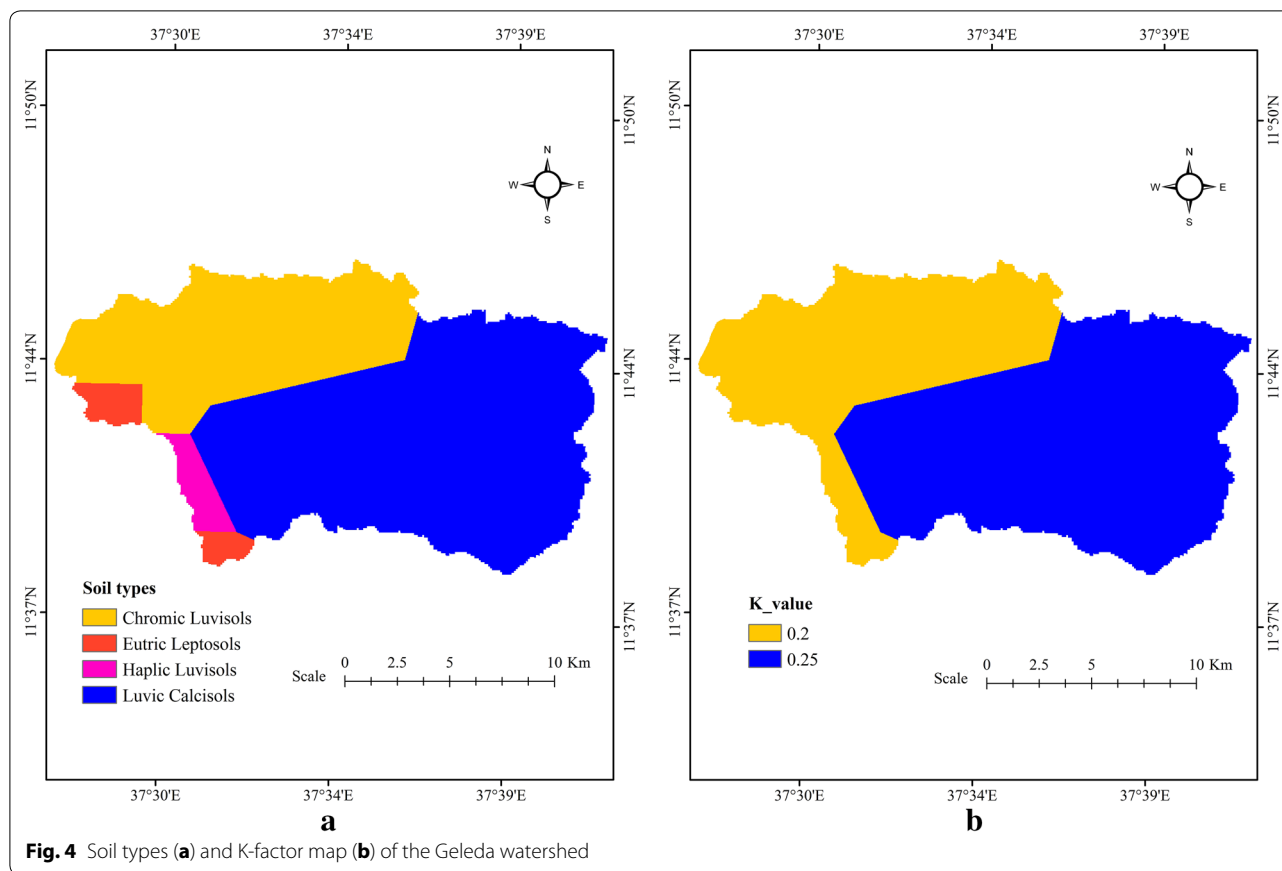 37°30'E 37°34'E 37°39'E
11°50'N 11°50'N
N
W E
S
11°44'N 11°44'N
11°37'N 11°37'N
Soil types
Chromic Luvisols
Eutric Leptosols
Haplic Luvisols
Luvic Calcisols
0 2.5 5 10 Km
Scale
37°30'E 37°34'E 37°39'E
a
37°30'E 37°34'E 37°39'E
11°50'N 11°50'N
N
W E
S
11°44'N 11°44'N
11°37'N 11°37'N
K_value
0.2
0.25
0 2.5 5 10 Km
Scale
37°30'E 37°34'E 37°39'E
b
Fig. 4 Soil types (a) and K-factor map (b) of the Geleda watershed